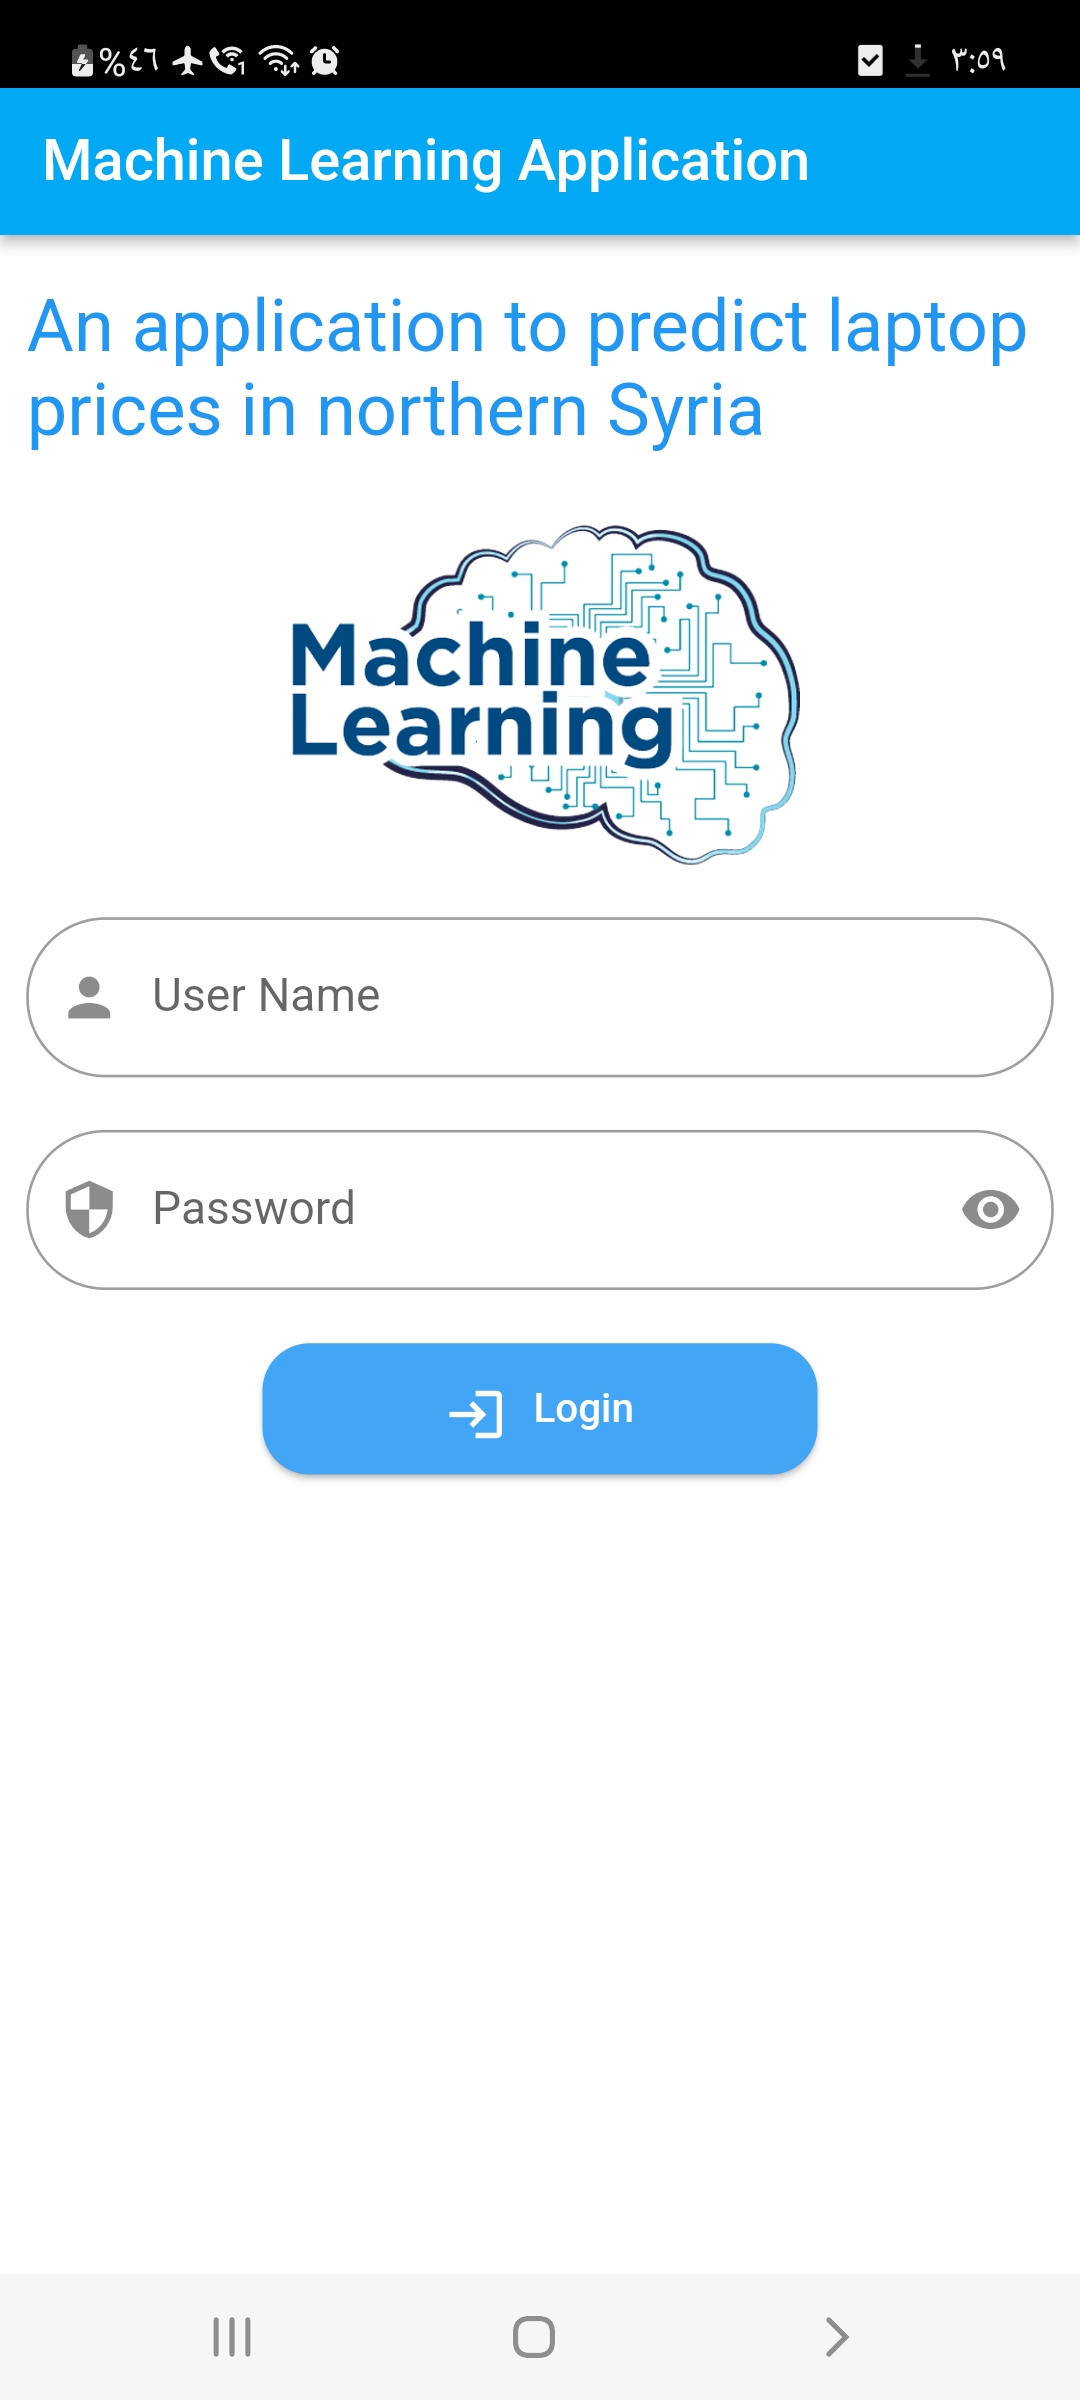 %٤٦ ٣:٥٩
Machine Learning Application
An application to predict laptop
prices in northern Syria
Machine
Learning
User Name
Password
Login